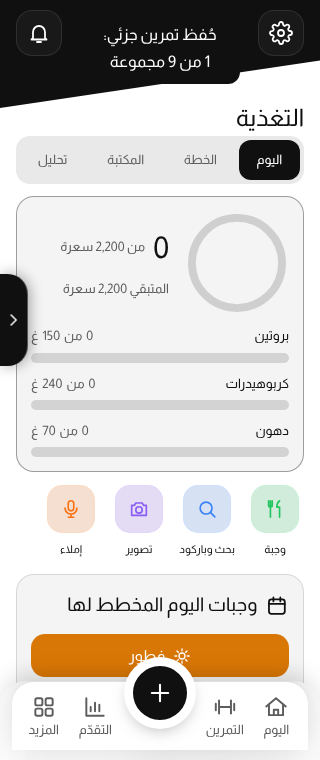 حُفظ تمرين جزئي:
1 من 9 مجموعة
التغذية
اليوم
الخطة
المكتبة
تحليل
0 من 2,200 سعرة
المتبقي 2,200 سعرة
بروتين
0 من 150 غ
كربوهيدرات
0 من 240 غ
دهون
0 من 70 غ
وجبة
بحث وباركود
تصوير
إملاء
وجبات اليوم المخطط لها
فطور
اليوم
التمرين
التقدّم
المزيد